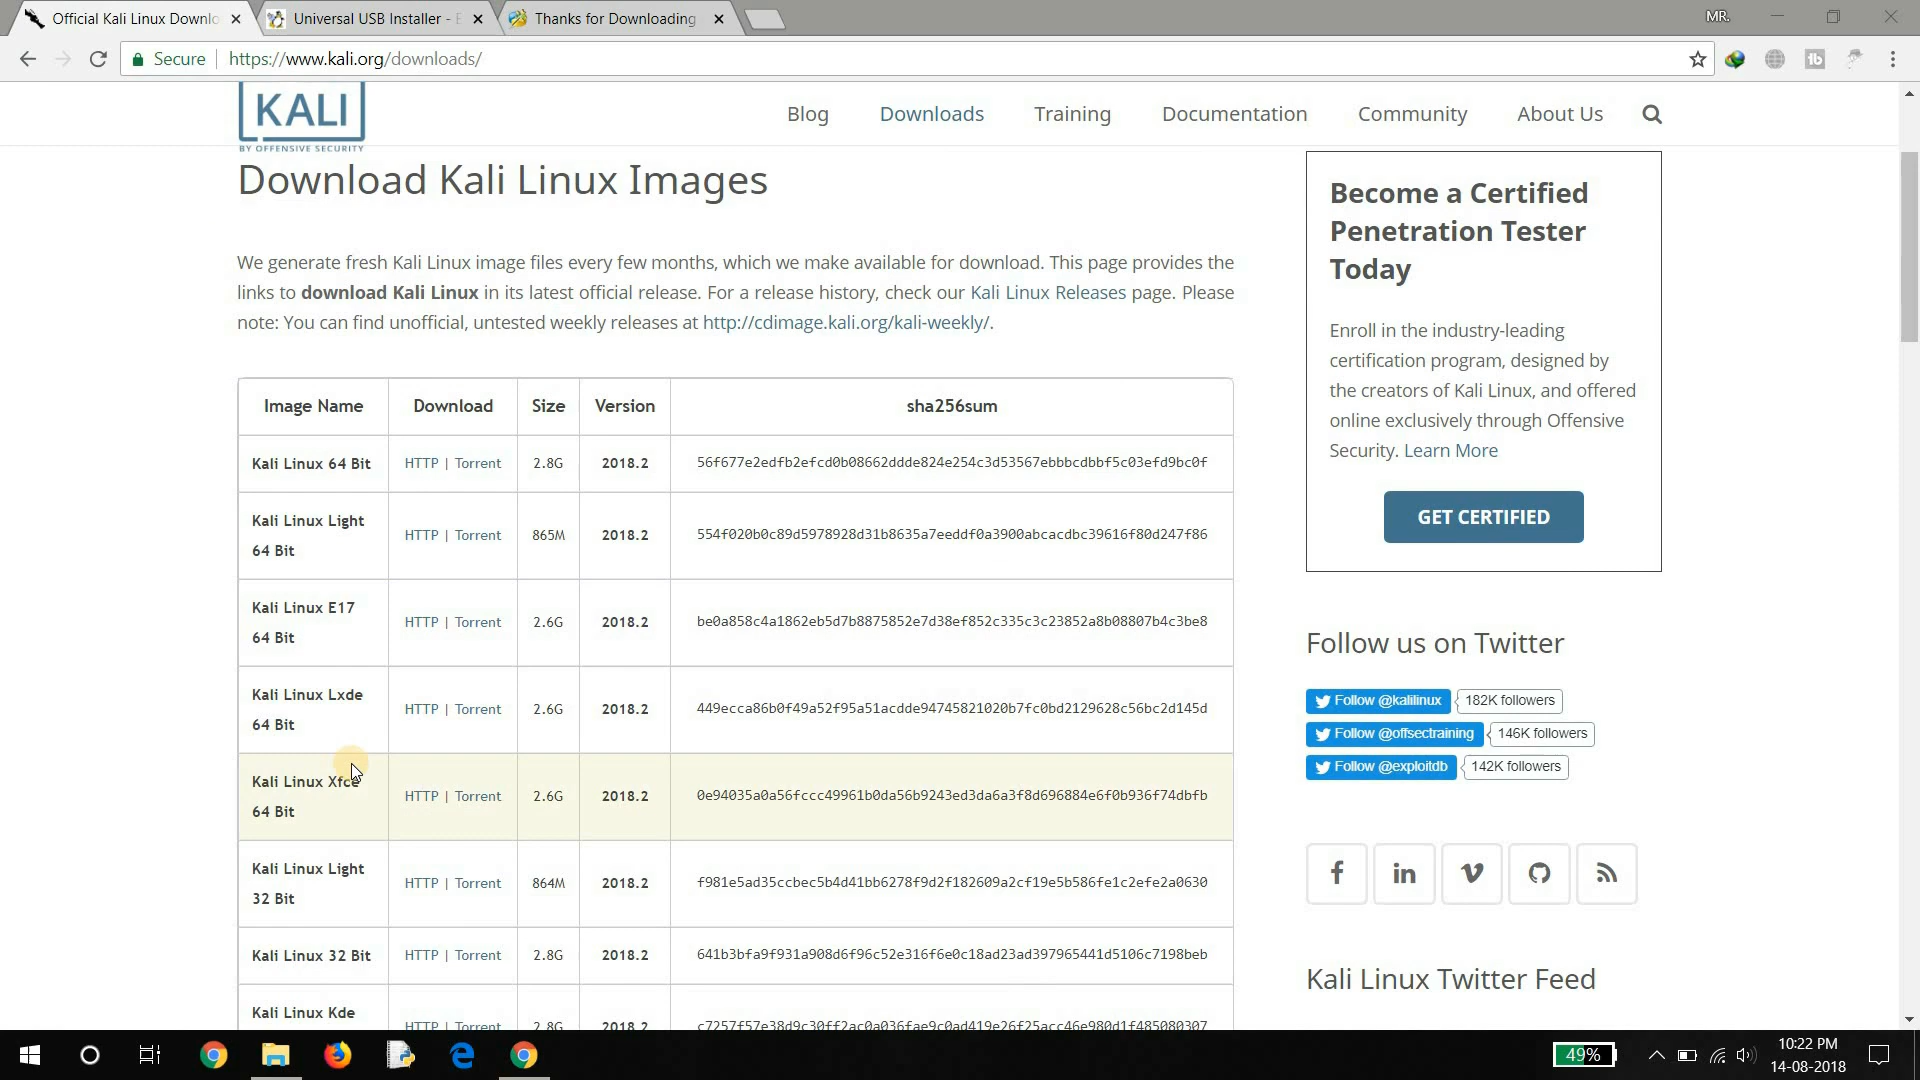 Official Kali Linux Downlo
Universal USB Installer - E
Thanks for Downloading
MR.
Secure
https://www.kali.org/downloads/
KALI
BY OFFENSIVE SECURITY
Blog
Downloads
Training
Documentation
Community
About Us
Download Kali Linux Images
We generate fresh Kali Linux image files every few months, which we make available for download. This page provides the
links to download Kali Linux in its latest official release. For a release history, check our Kali Linux Releases page. Please
note: You can find unofficial, untested weekly releases at http://cdimage.kali.org/kali-weekly/.
Image Name Download Size Version sha256sum
Kali Linux 64 Bit HTTP | Torrent 2.8G 2018.2 56f677e2edfb2efcd0b08662ddde824e254c3d53567ebbbcdbbf5c03efd9bc0f
Kali Linux Light
64 Bit
HTTP | Torrent 865M 2018.2 554f020b0c89d5978928d31b8635a7eeddf0a3900abcacdbc39616f80d247f86
Kali Linux E17
64 Bit
HTTP | Torrent 2.6G 2018.2 be0a858c4a1862eb5d7b8875852e7d38ef852c335c3c23852a8b08807b4c3be8
Kali Linux Lxde
64 Bit
HTTP | Torrent 2.6G 2018.2 449ecca86b0f49a52f95a51acdde94745821020b7fc0bd2129628c56bc2d145d
Kali Linux Xfce
64 Bit
HTTP | Torrent 2.6G 2018.2 0e94035a0a56fccc49961b0da56b9243ed3da6a3f8d696884e6f0b936f74dbfb
Kali Linux Light
32 Bit
HTTP | Torrent 864M 2018.2 f981e5ad35ccbec5b4d41bb6278f9d2f182609a2cf19e5b586fe1c2efe2a0630
Kali Linux 32 Bit HTTP | Torrent 2.8G 2018.2 641b3bfa9f931a908d6f96c52e316f6e0c18ad23ad397965441d5106c7198beb
Kali Linux Kde
HTTP | Torrent 2.8G 2018.2 c7257f57e38d9c30ff2ac0a036fae9c0ad419e26f25acc46e980d1f485080307
Become a Certified
Penetration Tester
Today
Enroll in the industry-leading
certification program, designed by
the creators of Kali Linux, and offered
online exclusively through Offensive
Security. Learn More
GET CERTIFIED
Follow us on Twitter
Follow @kalilinux 182K followers
Follow @offsectraining 146K followers
Follow @exploitdb 142K followers
Kali Linux Twitter Feed
49%
10:22 PM
14-08-2018